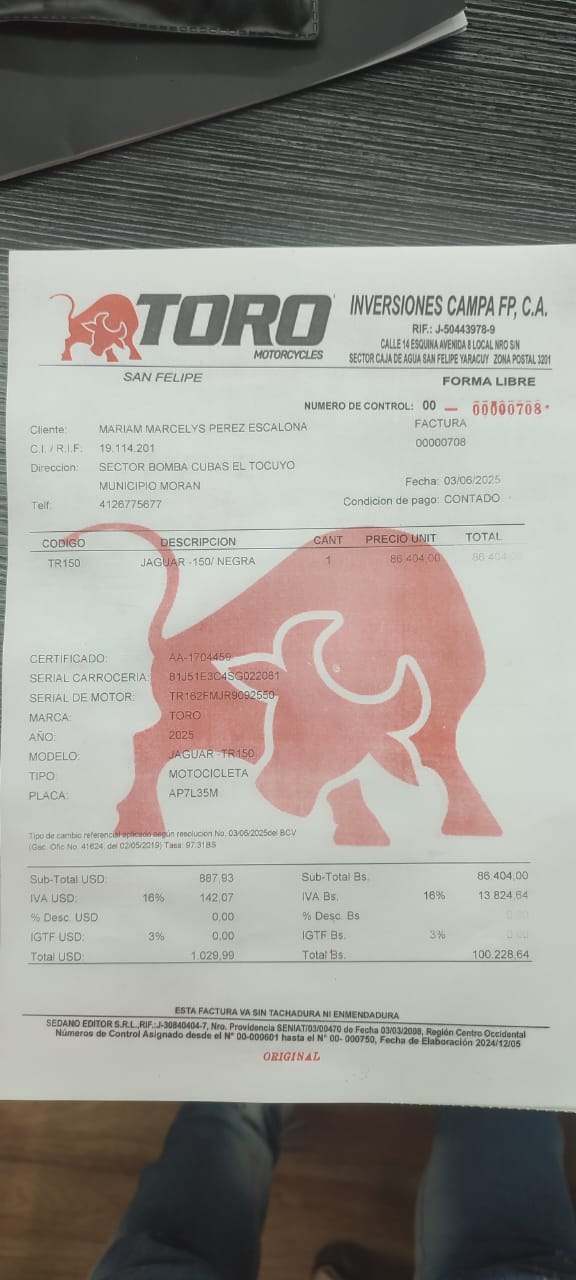 TORO
MOTORCYCLES
SAN FELIPE
INVERSIONES CAMPA FP, C.A.
RIF.: J-50443978-9
CALLE 14 ESQUINA AVENIDA 8 LOCAL NRO S/N
SECTOR CAJA DE AGUA SAN FELIPE YARACUY ZONA POSTAL 3201
FORMA LIBRE
NUMERO DE CONTROL: 00 — 00000708*
Cliente: MARIAM MARCELYS PEREZ ESCALONA FACTURA
C.I. / R.I.F: 19.114.201 00000708
Direccion: SECTOR BOMBA CUBAS EL TOCUYO
MUNICIPIO MORAN Fecha: 03/06/2025
Telf: 4126775677 Condicion de pago: CONTADO
CODIGO DESCRIPCION CANT PRECIO UNIT TOTAL
TR150 JAGUAR -150/ NEGRA 1 86.404,00 86.404,00
CERTIFICADO: AA-1704459
SERIAL CARROCERIA: 81J51E3C4SG022081
SERIAL DE MOTOR: TR162FMJR9092550
MARCA: TORO
AÑO: 2025
MODELO: JAGUAR -TR150
TIPO: MOTOCICLETA
PLACA: AP7L35M
Tipo de cambio referencial aplicado según resolucion No. 03/06/2025del BCV
(Gac. Ofic No. 41624, del 02/05/2019) Tasa: 97.31BS
Sub-Total USD: 887,93 Sub-Total Bs. 86.404,00
IVA USD: 16% 142,07 IVA Bs. 16% 13.824,64
% Desc. USD 0,00 % Desc. Bs 0,00
IGTF USD: 3% 0,00 IGTF Bs. 3% 0,00
Total USD: 1.029,99 Total Bs. 100.228,64
ESTA FACTURA VA SIN TACHADURA NI ENMENDADURA
SEDANO EDITOR S.R.L.,RIF.:J-30840404-7, Nro. Providencia SENIAT/03/00470 de Fecha 03/03/2008, Región Centro Occidental
Números de Control Asignado desde el N° 00-000601 hasta el N° 00- 000750, Fecha de Elaboración 2024/12/05
ORIGINAL